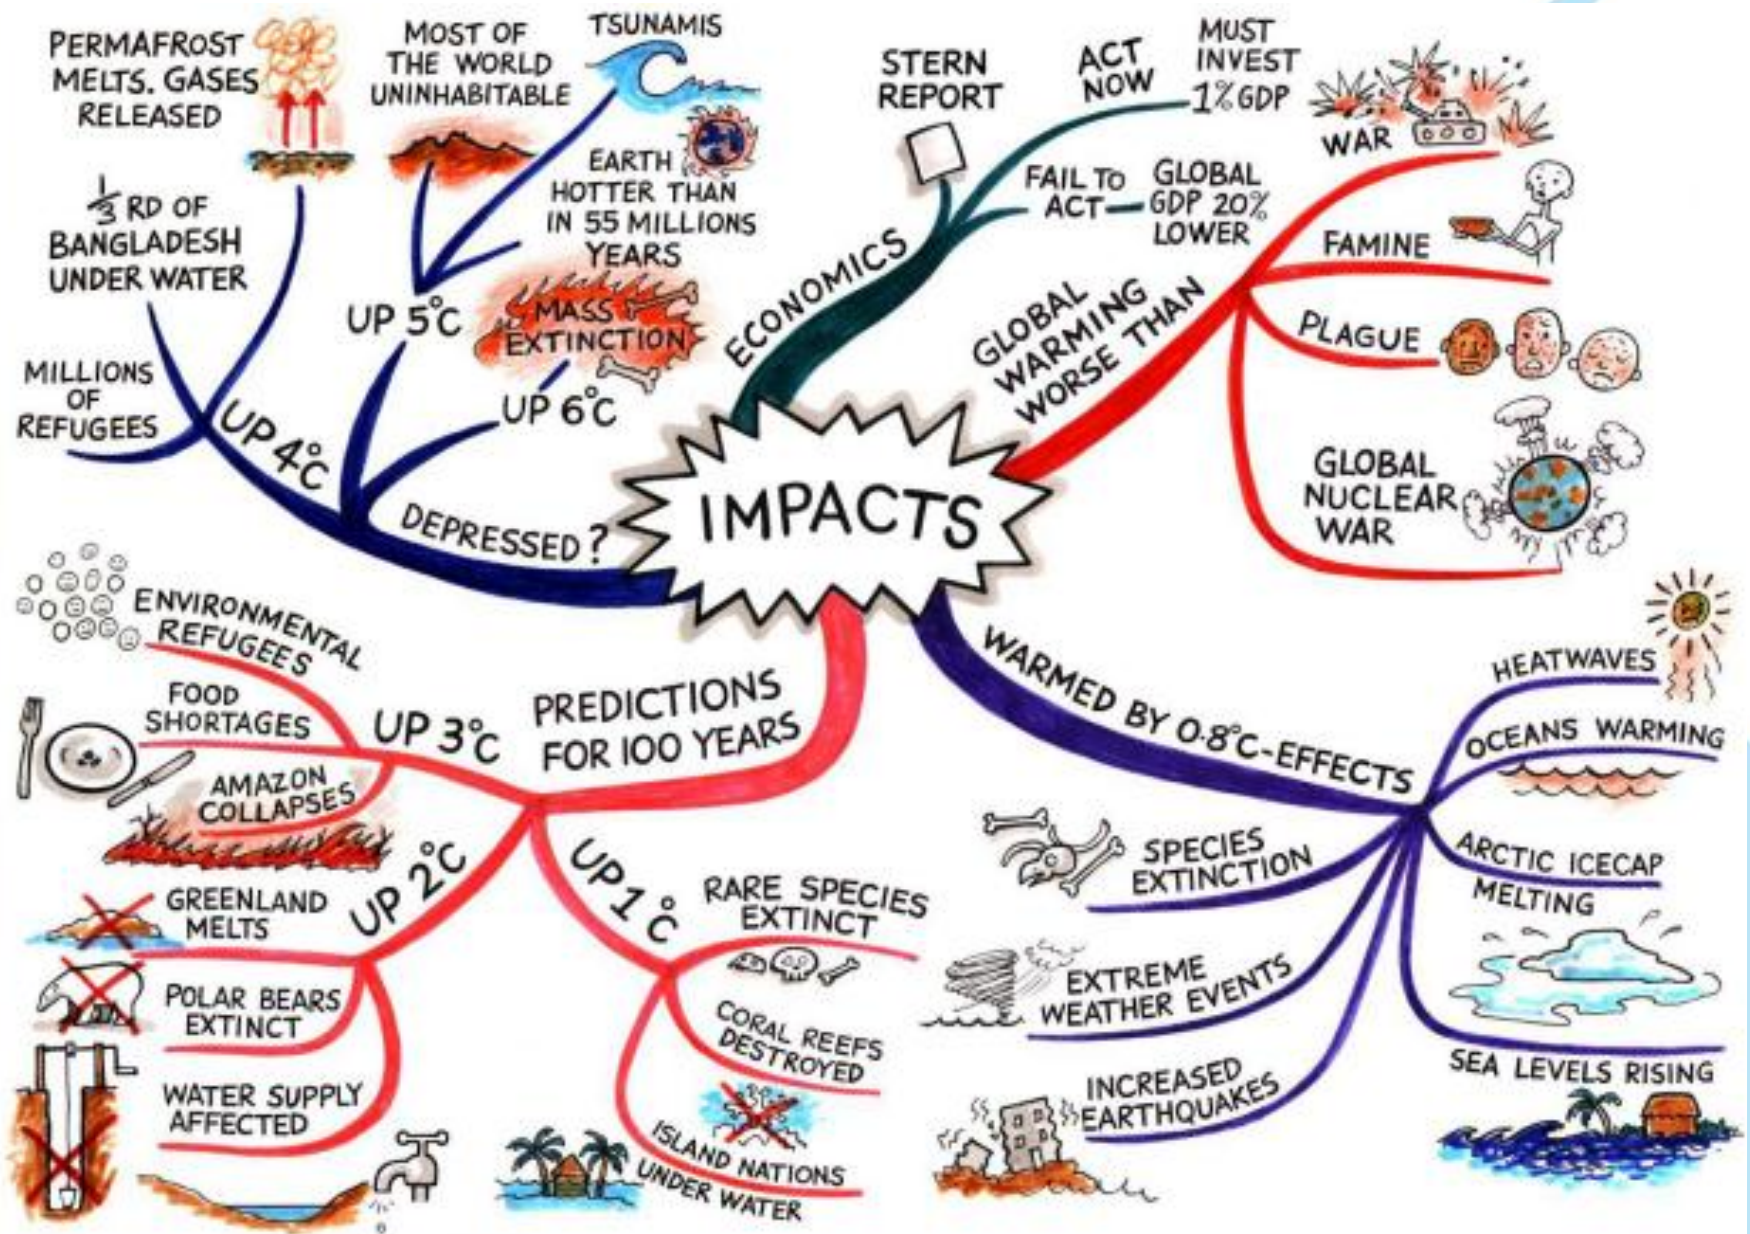 IMPACTS
ECONOMICS
STERN
REPORT
ACT
NOW
MUST
INVEST
1% GDP
FAIL TO
ACT
GLOBAL
GDP 20%
LOWER
GLOBAL
WARMING
WORSE THAN
WAR
FAMINE
PLAGUE
GLOBAL
NUCLEAR
WAR
WARMED BY 0.8°C-EFFECTS
HEATWAVES
OCEANS WARMING
ARCTIC ICECAP
MELTING
SEA LEVELS RISING
SPECIES
EXTINCTION
EXTREME
WEATHER EVENTS
INCREASED
EARTHQUAKES
PREDICTIONS
FOR 100 YEARS
UP 1°C
RARE SPECIES
EXTINCT
CORAL REEFS
DESTROYED
ISLAND NATIONS
UNDER WATER
UP 2°C
GREENLAND
MELTS
POLAR BEARS
EXTINCT
WATER SUPPLY
AFFECTED
UP 3°C
ENVIRONMENTAL
REFUGEES
FOOD
SHORTAGES
AMAZON
COLLAPSES
DEPRESSED?
UP 4°C
MILLIONS
OF
REFUGEES
1/3 RD OF
BANGLADESH
UNDER WATER
PERMAFROST
MELTS. GASES
RELEASED
UP 5°C
MOST OF
THE WORLD
UNINHABITABLE
TSUNAMIS
EARTH
HOTTER THAN
IN 55 MILLIONS
YEARS
UP 6°C
MASS
EXTINCTION